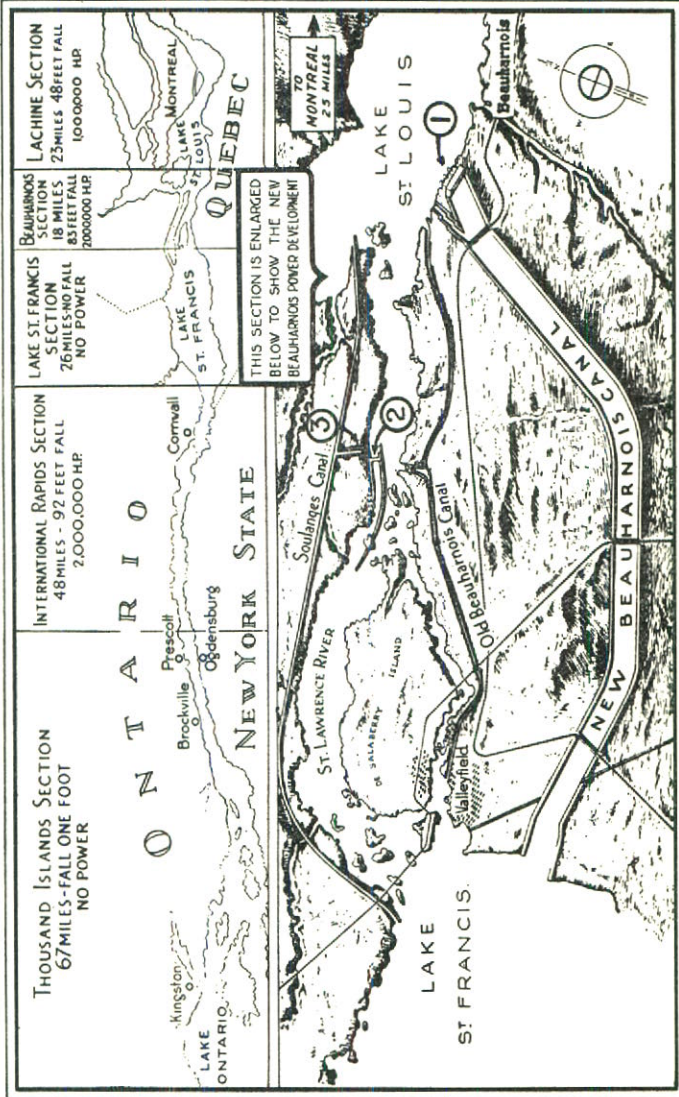 THOUSAND ISLANDS SECTION
67 MILES-FALL ONE FOOT
NO POWER
INTERNATIONAL RAPIDS SECTION
48 MILES - 92 FEET FALL
2,000,000 H.P.
LAKE ST. FRANCIS
SECTION
26 MILES-NO FALL
NO POWER
BEAUHARNOIS
SECTION
18 MILES
83 FEET FALL
2000000 H.P.
LACHINE SECTION
23 MILES 48 FEET FALL
1,000,000 H.P.
ONTARIO
Kingston
LAKE
ONTARIO
Brockville
Prescott
Ogdensburg
Cornwall
NEW YORK STATE
LAKE
ST. FRANCIS
LAKE
ST. LOUIS
MONTREAL
QUEBEC
THIS SECTION IS ENLARGED
BELOW TO SHOW THE NEW
BEAUHARNOIS POWER DEVELOPMENT
TO
MONTREAL
25 MILES
LAKE
ST LOUIS
Soulanges Canal
3
2
1
ST. LAWRENCE RIVER
DE SALABERRY
ISLAND
Old Beauharnois Canal
Valleyfield
Beauharnois
LAKE
ST FRANCIS.
NEW BEAUHARNOIS CANAL